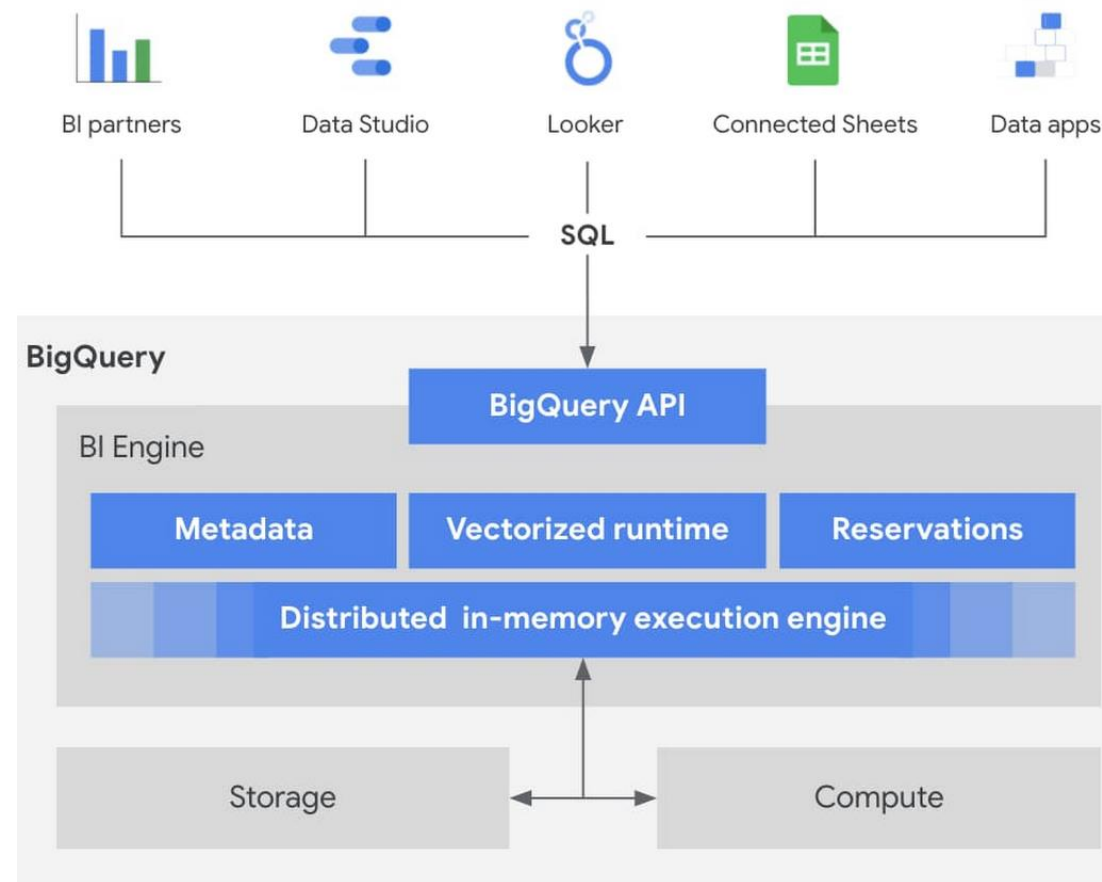 BI partners
Data Studio
Looker
Connected Sheets
Data apps
SQL
BigQuery
BigQuery API
BI Engine
Metadata
Vectorized runtime
Reservations
Distributed in-memory execution engine
Storage
Compute